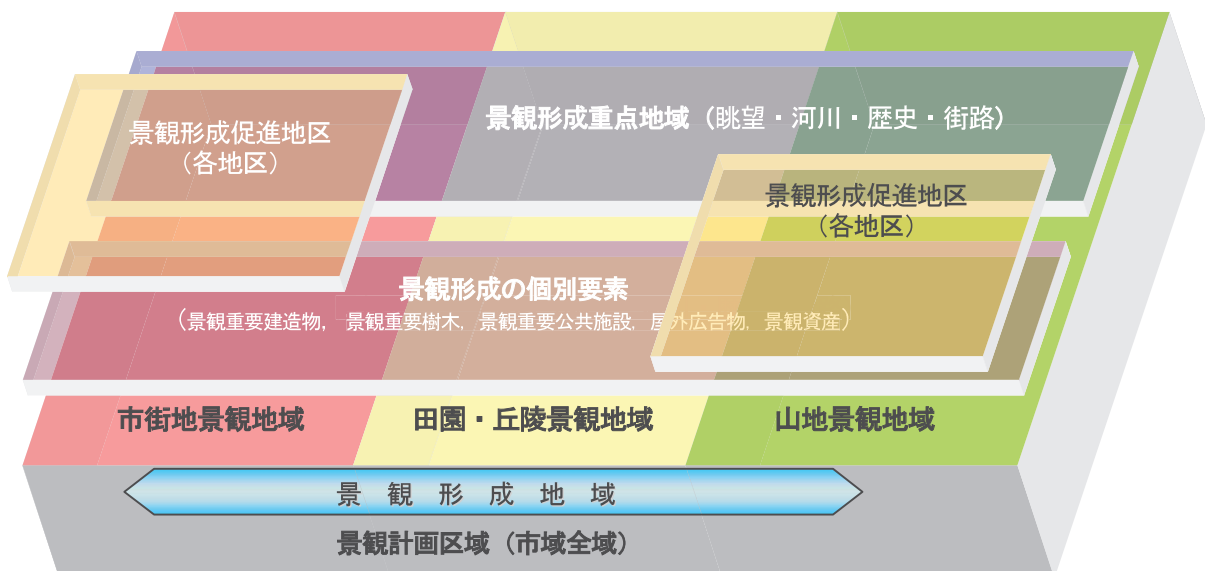 景観形成促進地区
（各地区）
景観形成重点地域（眺望・河川・歴史・街路）
景観形成促進地区
（各地区）
景観形成の個別要素
（景観重要建造物，景観重要樹木，景観重要公共施設，屋外広告物，景観資産）
市街地景観地域
田園・丘陵景観地域
山地景観地域
景観形成地域
景観計画区域（市域全域）